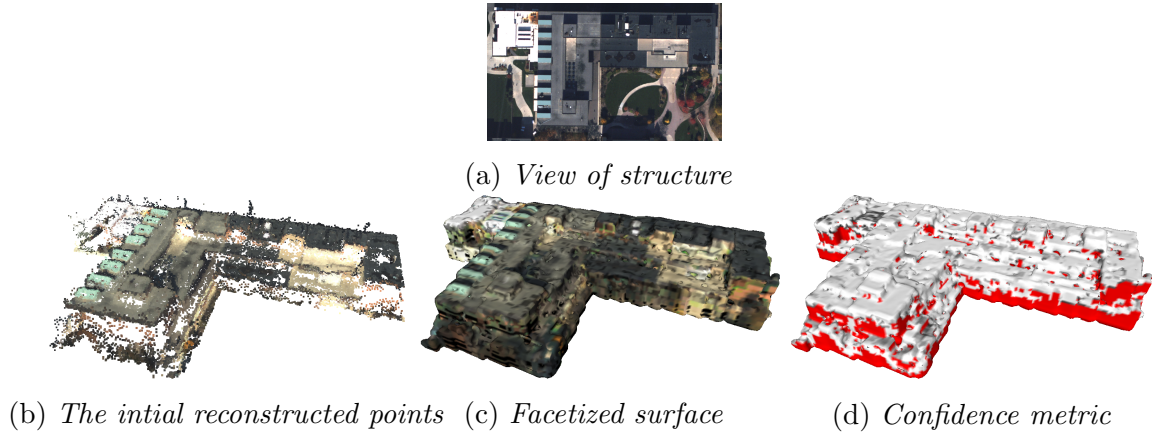 (a) View of structure
(b) The intial reconstructed points (c) Facetized surface (d) Confidence metric